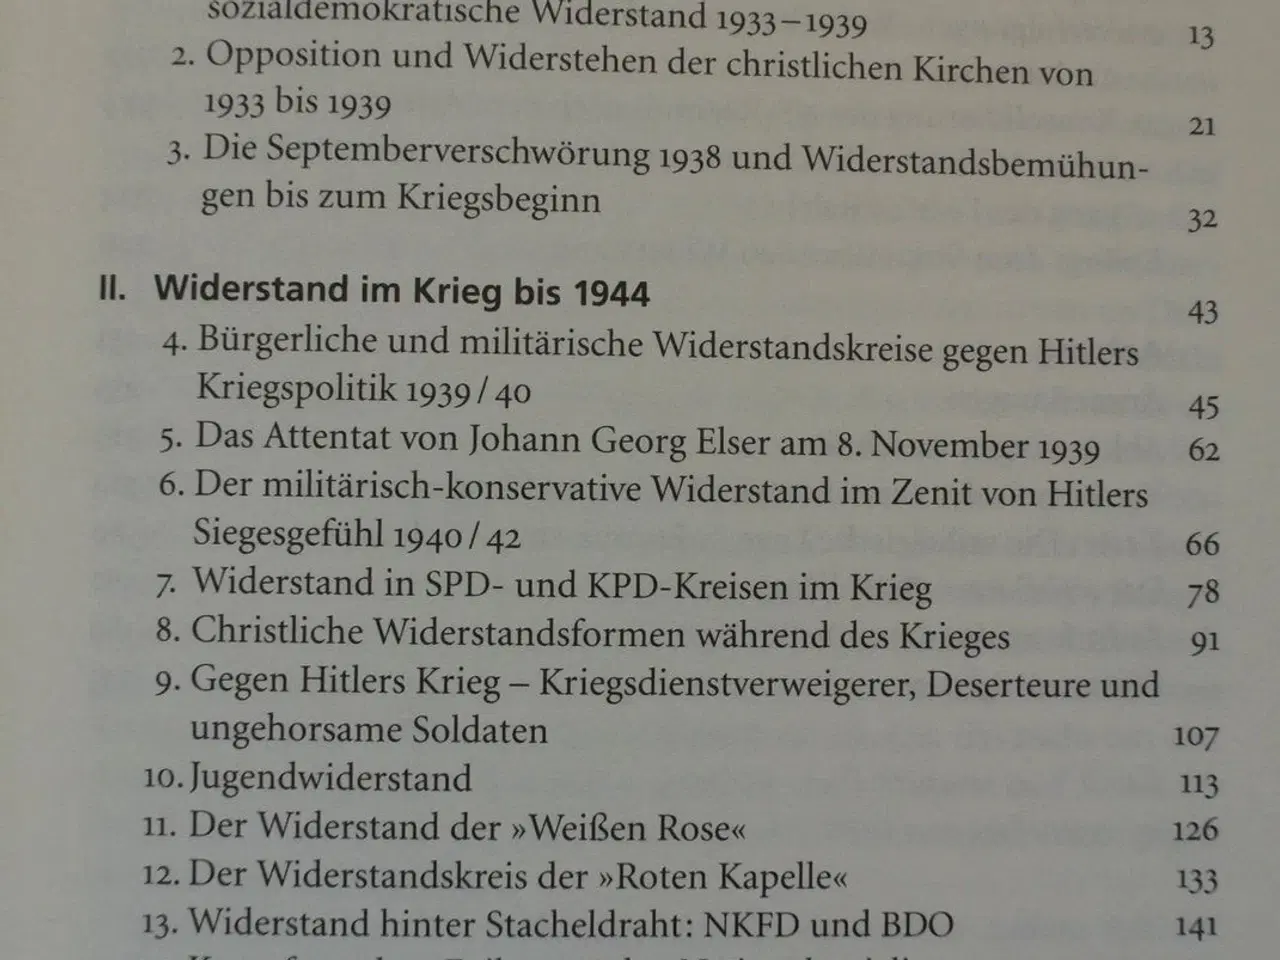 sozialdemokratische Widerstand 1933–1939 13
2. Opposition und Widerstehen der christlichen Kirchen von
1933 bis 1939 21
3. Die Septemberverschwörung 1938 und Widerstandsbemühun-
gen bis zum Kriegsbeginn 32
II. Widerstand im Krieg bis 1944 43
4. Bürgerliche und militärische Widerstandskreise gegen Hitlers
Kriegspolitik 1939 / 40 45
5. Das Attentat von Johann Georg Elser am 8. November 1939 62
6. Der militärisch-konservative Widerstand im Zenit von Hitlers
Siegesgefühl 1940 / 42 66
7. Widerstand in SPD- und KPD-Kreisen im Krieg 78
8. Christliche Widerstandsformen während des Krieges 91
9. Gegen Hitlers Krieg – Kriegsdienstverweigerer, Deserteure und
ungehorsame Soldaten 107
10. Jugendwiderstand 113
11. Der Widerstand der »Weißen Rose« 126
12. Der Widerstandskreis der »Roten Kapelle« 133
13. Widerstand hinter Stacheldraht: NKFD und BDO 141